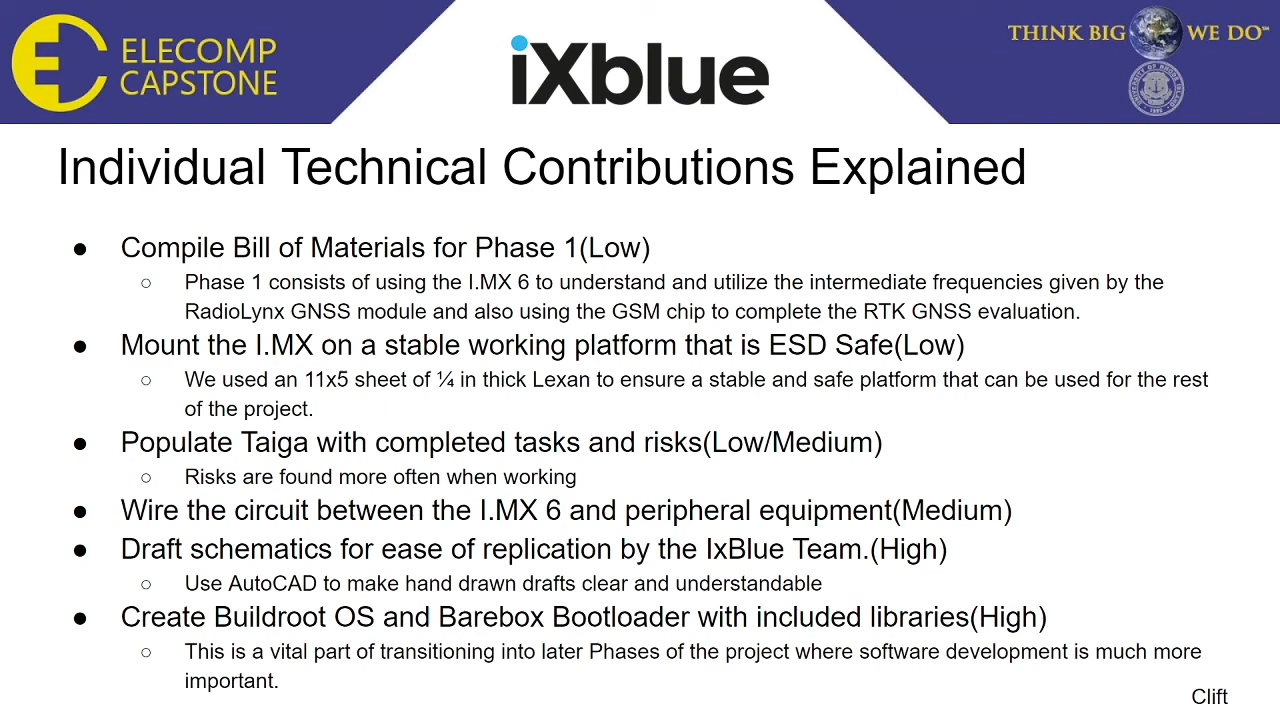 ELECOMP
CAPSTONE
iXblue
THINK BIG WE DO℠
UNIVERSITY OF RHODE ISLAND
1892
Individual Technical Contributions Explained
● Compile Bill of Materials for Phase 1(Low)
○ Phase 1 consists of using the I.MX 6 to understand and utilize the intermediate frequencies given by the
RadioLynx GNSS module and also using the GSM chip to complete the RTK GNSS evaluation.
● Mount the I.MX on a stable working platform that is ESD Safe(Low)
○ We used an 11x5 sheet of ¼ in thick Lexan to ensure a stable and safe platform that can be used for the rest
of the project.
● Populate Taiga with completed tasks and risks(Low/Medium)
○ Risks are found more often when working
● Wire the circuit between the I.MX 6 and peripheral equipment(Medium)
● Draft schematics for ease of replication by the IxBlue Team.(High)
○ Use AutoCAD to make hand drawn drafts clear and understandable
● Create Buildroot OS and Barebox Bootloader with included libraries(High)
○ This is a vital part of transitioning into later Phases of the project where software development is much more
important.
Clift